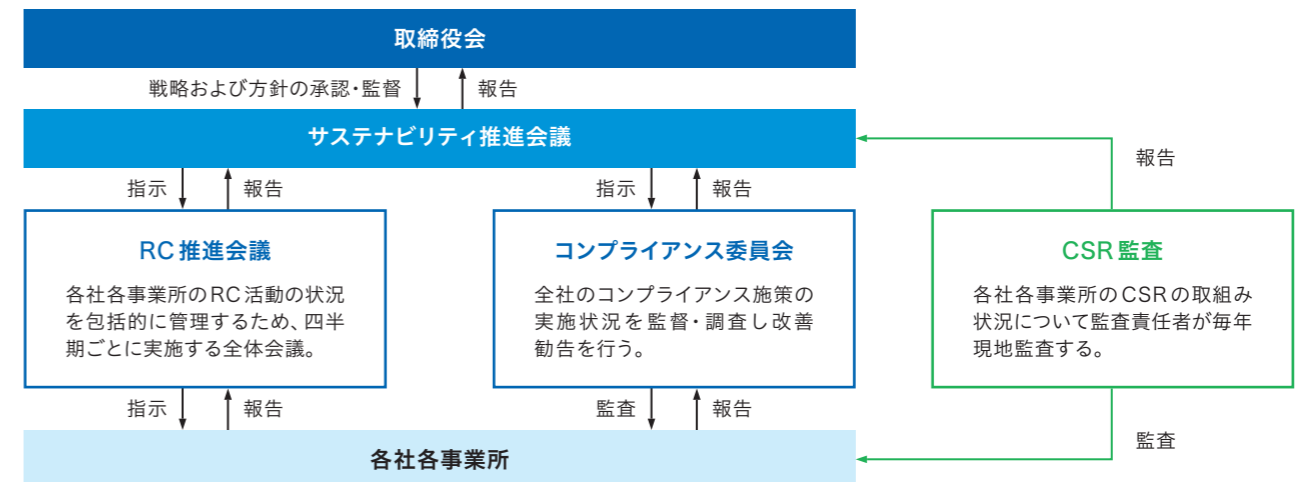 取締役会
戦略および方針の承認・監督
報告
サステナビリティ推進会議
報告
指示
報告
指示
報告
RC推進会議
各社各事業所のRC活動の状況
を包括的に管理するため、四半
期ごとに実施する全体会議。
コンプライアンス委員会
全社のコンプライアンス施策の
実施状況を監督・調査し改善
勧告を行う。
CSR監査
各社各事業所のCSRの取組み
状況について監査責任者が毎年
現地監査する。
指示
報告
監査
報告
監査
各社各事業所